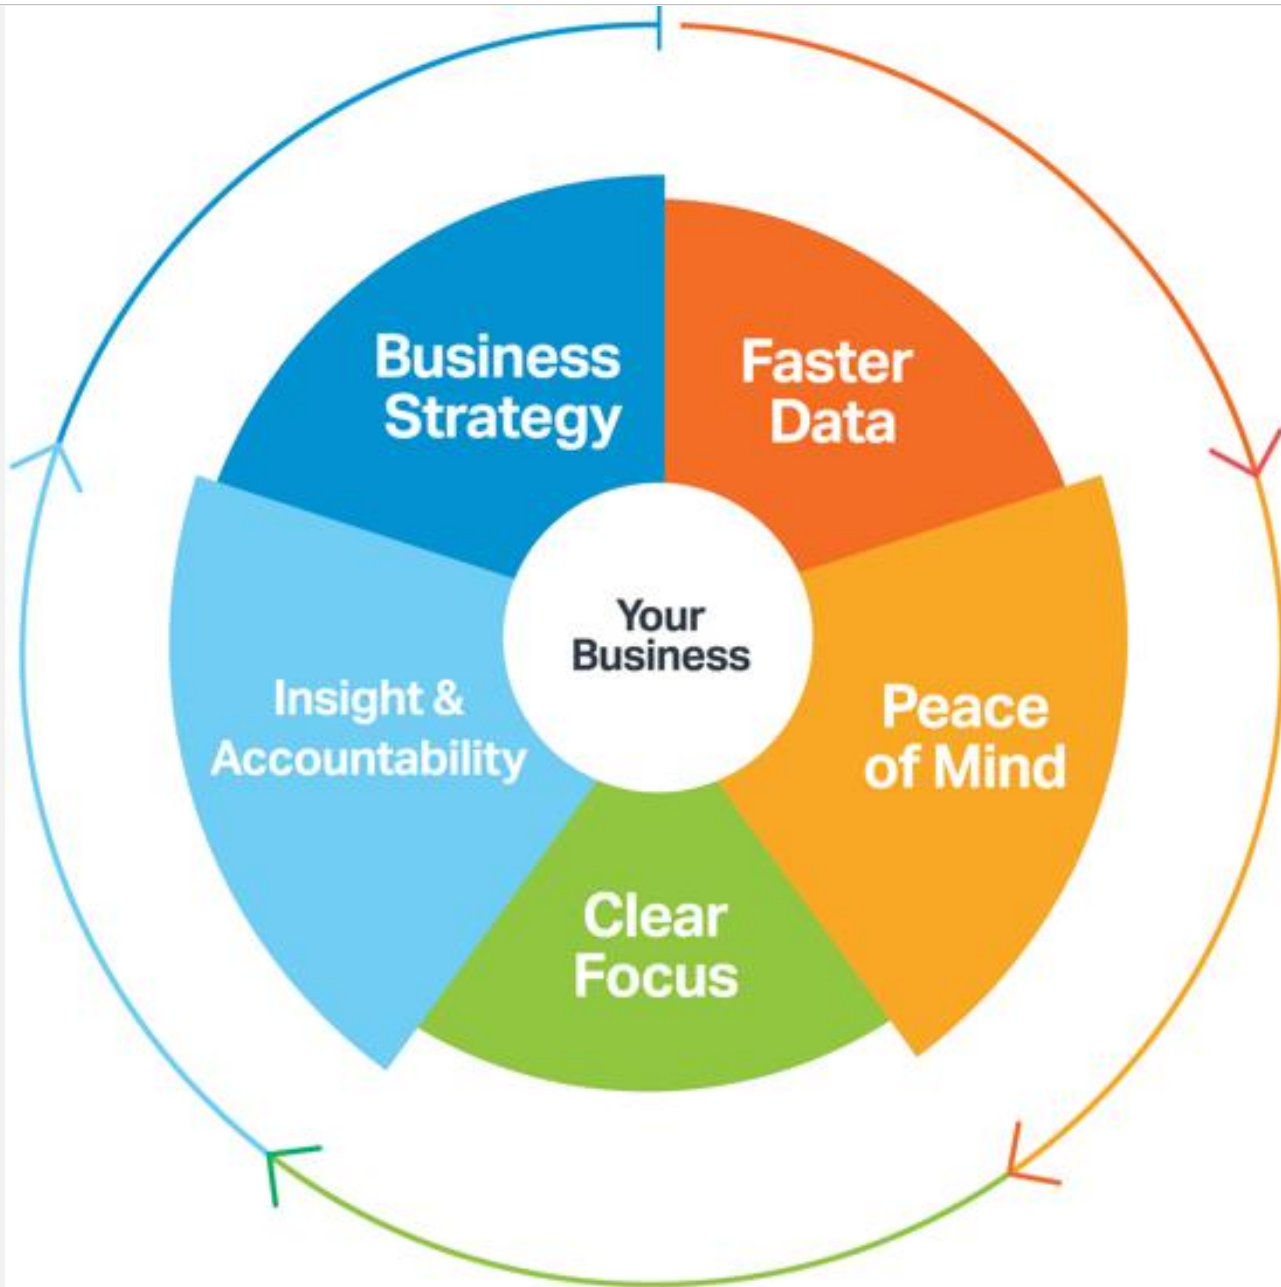 Business
Strategy
Faster
Data
Your
Business
Insight &
Accountability
Peace
of Mind
Clear
Focus